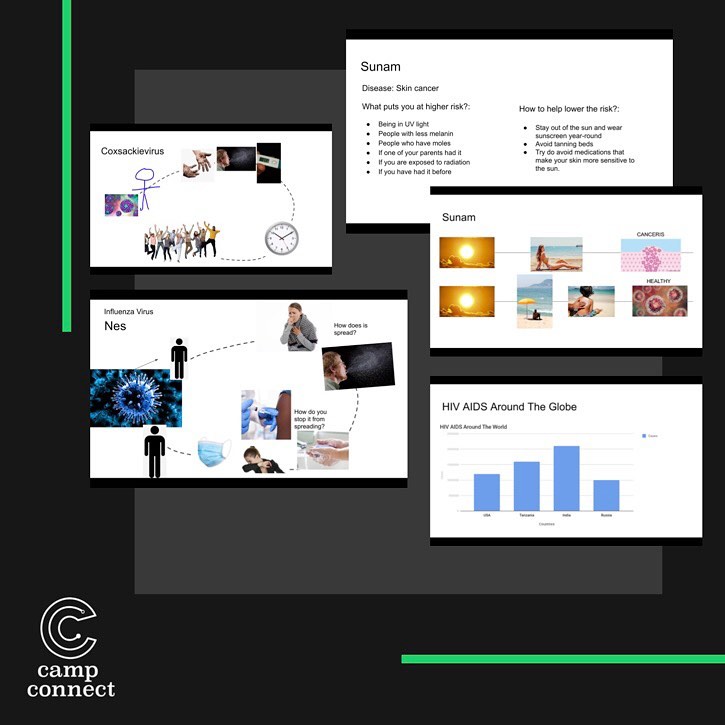 Sunam
Disease: Skin cancer
What puts you at higher risk?:
Being in UV light
People with less melanin
People who have moles
If one of your parents had it
If you are exposed to radiation
If you have had it before
How to help lower the risk?:
Stay out of the sun and wear
sunscreen year-round
Avoid tanning beds
Try do avoid medications that
make your skin more sensitive to
the sun.
Coxsackievirus
Sunam
CANCERIS
HEALTHY
Influenza Virus
Nes
How does is
spread?
How do you
stop it from
spreading?
HIV AIDS Around The Globe
HIV AIDS Around The World
Cases
USA Tanzania India Russia
Countries
camp
connect